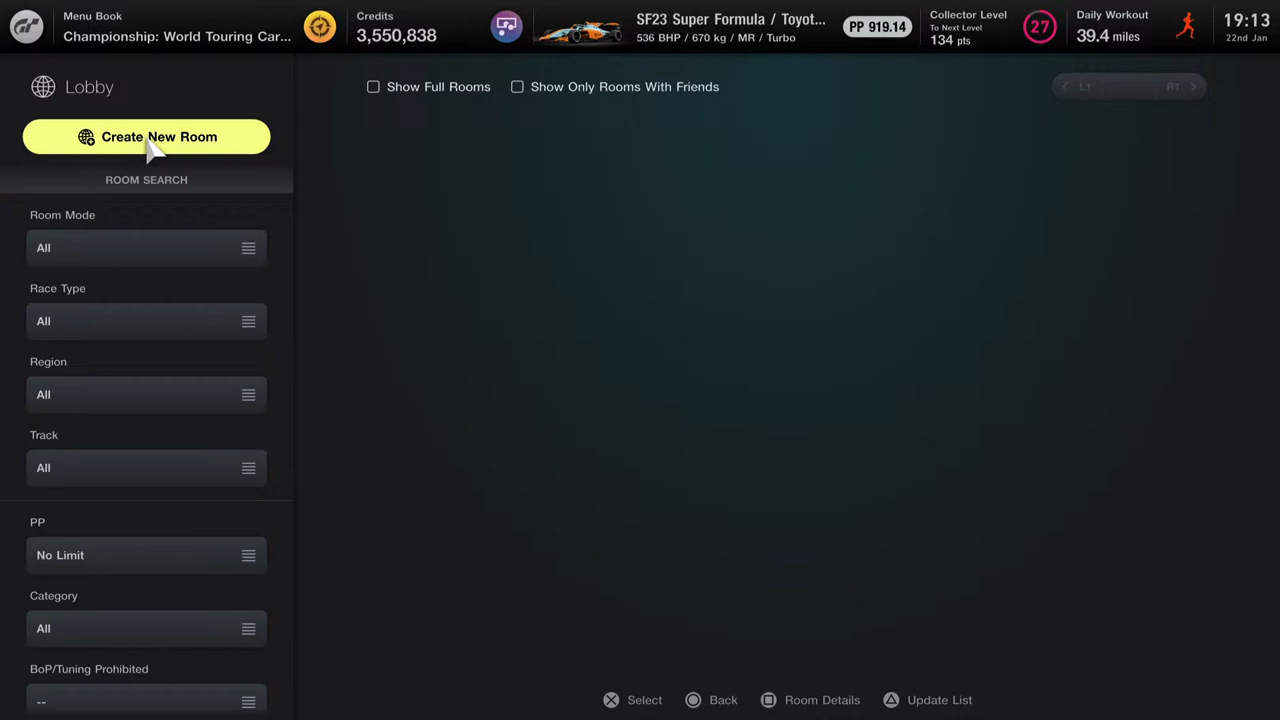 Menu Book
Championship: World Touring Car...
Credits
3,550,838
SF23 Super Formula / Toyot...
536 BHP / 670 kg / MR / Turbo
PP 919.14
Collector Level
To Next Level
134 pts
27
Daily Workout
39.4 miles
19:13
22nd Jan
Lobby
Show Full Rooms
Show Only Rooms With Friends
L1
R1
Create New Room
ROOM SEARCH
Room Mode
All
Race Type
All
Region
All
Track
All
PP
No Limit
Category
All
BoP/Tuning Prohibited
--
Select
Back
Room Details
Update List